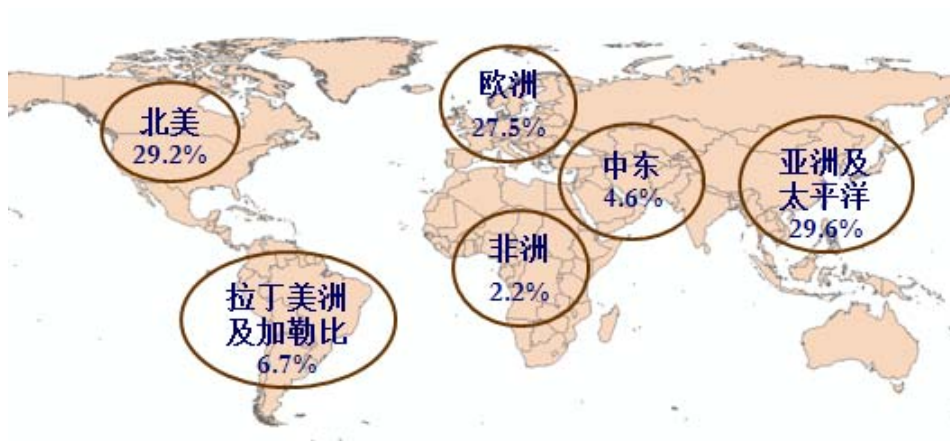 北美
29.2%
欧洲
27.5%
中东
4.6%
亚洲及
太平洋
29.6%
非洲
2.2%
拉丁美洲
及加勒比
6.7%